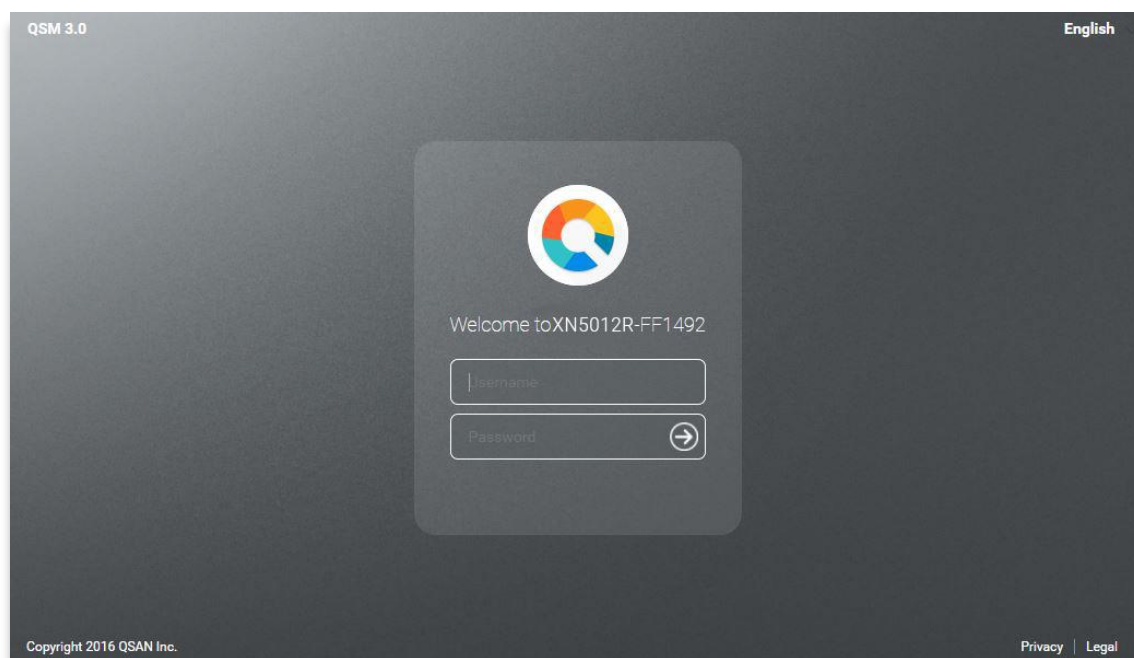 QSM 3.0
English
Welcome toXN5012R-FF1492
Username
Password
Copyright 2016 QSAN Inc.
Privacy | Legal